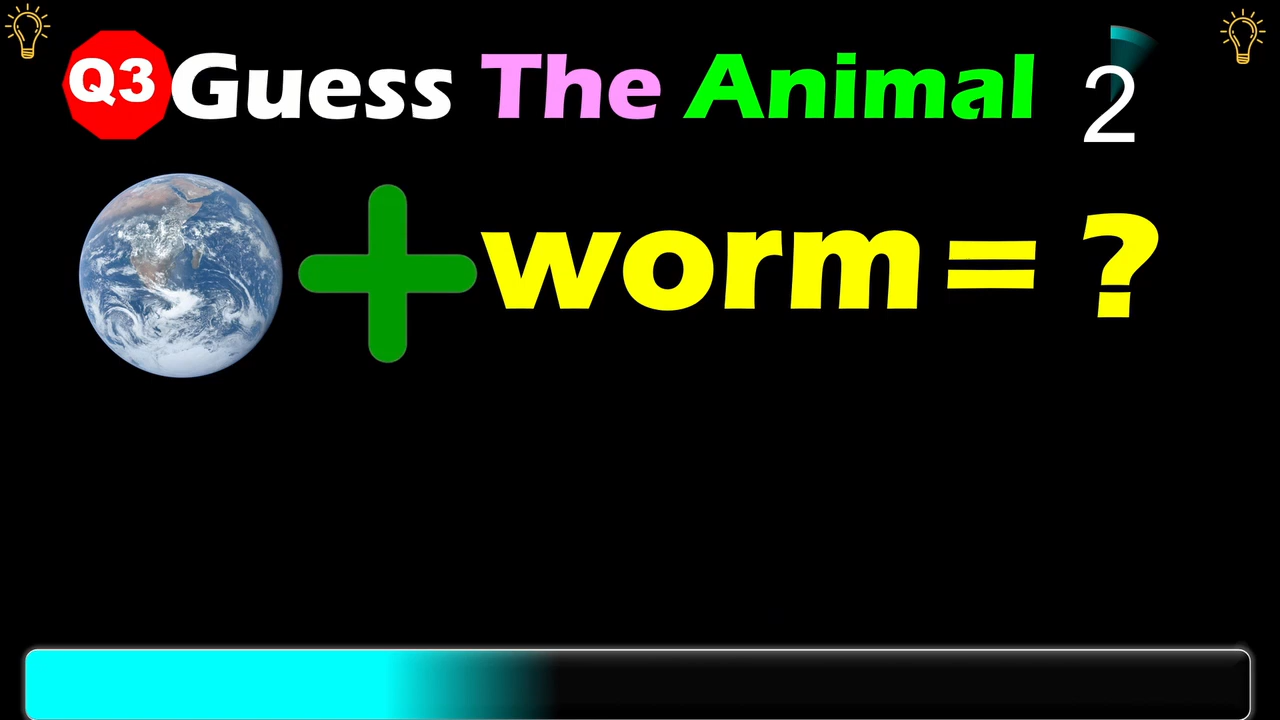 Q3 Guess The Animal 2
worm = ?